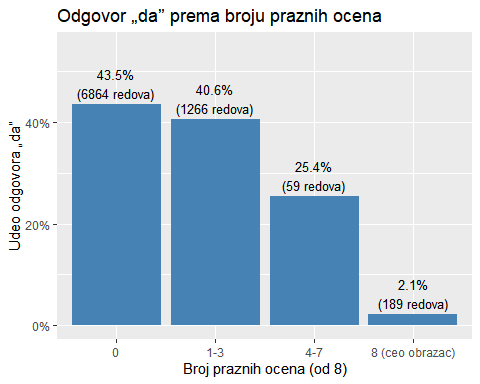 Odgovor „da” prema broju praznih ocena
Udeo odgovora „da”
40%
20%
0%
43.5%
(6864 redova)
40.6%
(1266 redova)
25.4%
(59 redova)
2.1%
(189 redova)
0
1-3
4-7
8 (ceo obrazac)
Broj praznih ocena (od 8)